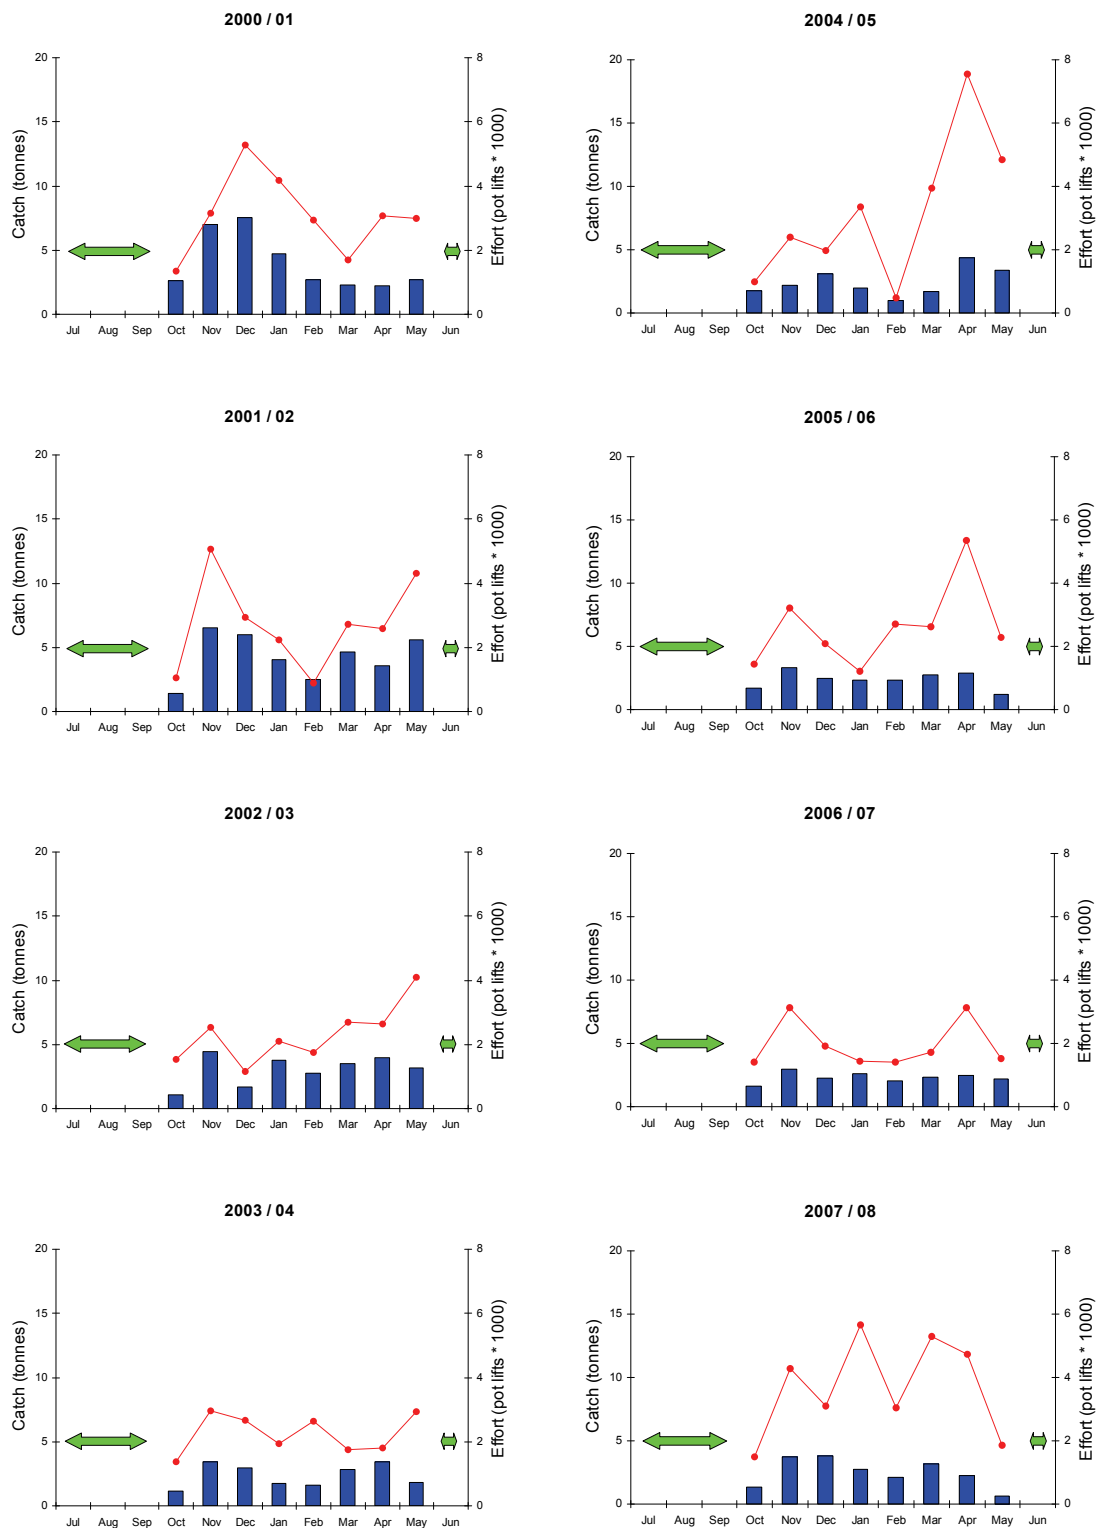 2000 / 01
20
15
10
5
0
Catch (tonnes)
8
6
4
2
0
Effort (pot lifts * 1000)
Jul Aug Sep Oct Nov Dec Jan Feb Mar Apr May Jun
2004 / 05
20
15
10
5
0
Catch (tonnes)
8
6
4
2
0
Effort (pot lifts * 1000)
Jul Aug Sep Oct Nov Dec Jan Feb Mar Apr May Jun
2001 / 02
20
15
10
5
0
Catch (tonnes)
8
6
4
2
0
Effort (pot lifts * 1000)
Jul Aug Sep Oct Nov Dec Jan Feb Mar Apr May Jun
2005 / 06
20
15
10
5
0
Catch (tonnes)
8
6
4
2
0
Effort (pot lifts * 1000)
Jul Aug Sep Oct Nov Dec Jan Feb Mar Apr May Jun
2002 / 03
20
15
10
5
0
Catch (tonnes)
8
6
4
2
0
Effort (pot lifts * 1000)
Jul Aug Sep Oct Nov Dec Jan Feb Mar Apr May Jun
2006 / 07
20
15
10
5
0
Catch (tonnes)
8
6
4
2
0
Effort (pot lifts * 1000)
Jul Aug Sep Oct Nov Dec Jan Feb Mar Apr May Jun
2003 / 04
20
15
10
5
0
Catch (tonnes)
8
6
4
2
0
Effort (pot lifts * 1000)
Jul Aug Sep Oct Nov Dec Jan Feb Mar Apr May Jun
2007 / 08
20
15
10
5
0
Catch (tonnes)
8
6
4
2
0
Effort (pot lifts * 1000)
Jul Aug Sep Oct Nov Dec Jan Feb Mar Apr May Jun